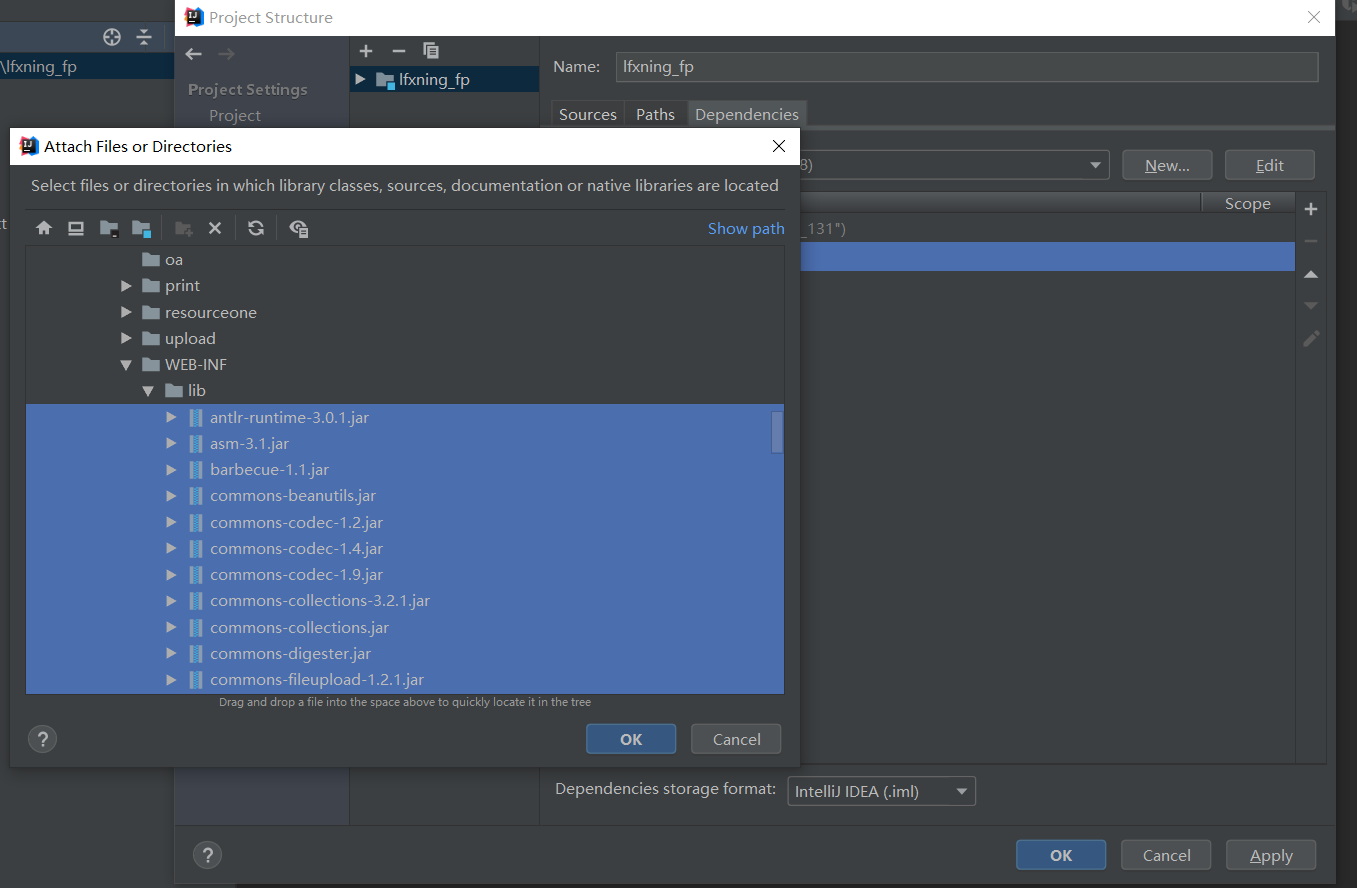 Project Structure
\lfxning_fp
Project Settings
Project
lfxning_fp
Name:
lfxning_fp
Sources
Paths
Dependencies
8)
New...
Edit
Scope
_131")
Attach Files or Directories
Select files or directories in which library classes, sources, documentation or native libraries are located
Show path
oa
print
resourceone
upload
WEB-INF
lib
antlr-runtime-3.0.1.jar
asm-3.1.jar
barbecue-1.1.jar
commons-beanutils.jar
commons-codec-1.2.jar
commons-codec-1.4.jar
commons-codec-1.9.jar
commons-collections-3.2.1.jar
commons-collections.jar
commons-digester.jar
commons-fileupload-1.2.1.jar
Drag and drop a file into the space above to quickly locate it in the tree
?
OK
Cancel
Dependencies storage format:
IntelliJ IDEA (.iml)
?
OK
Cancel
Apply